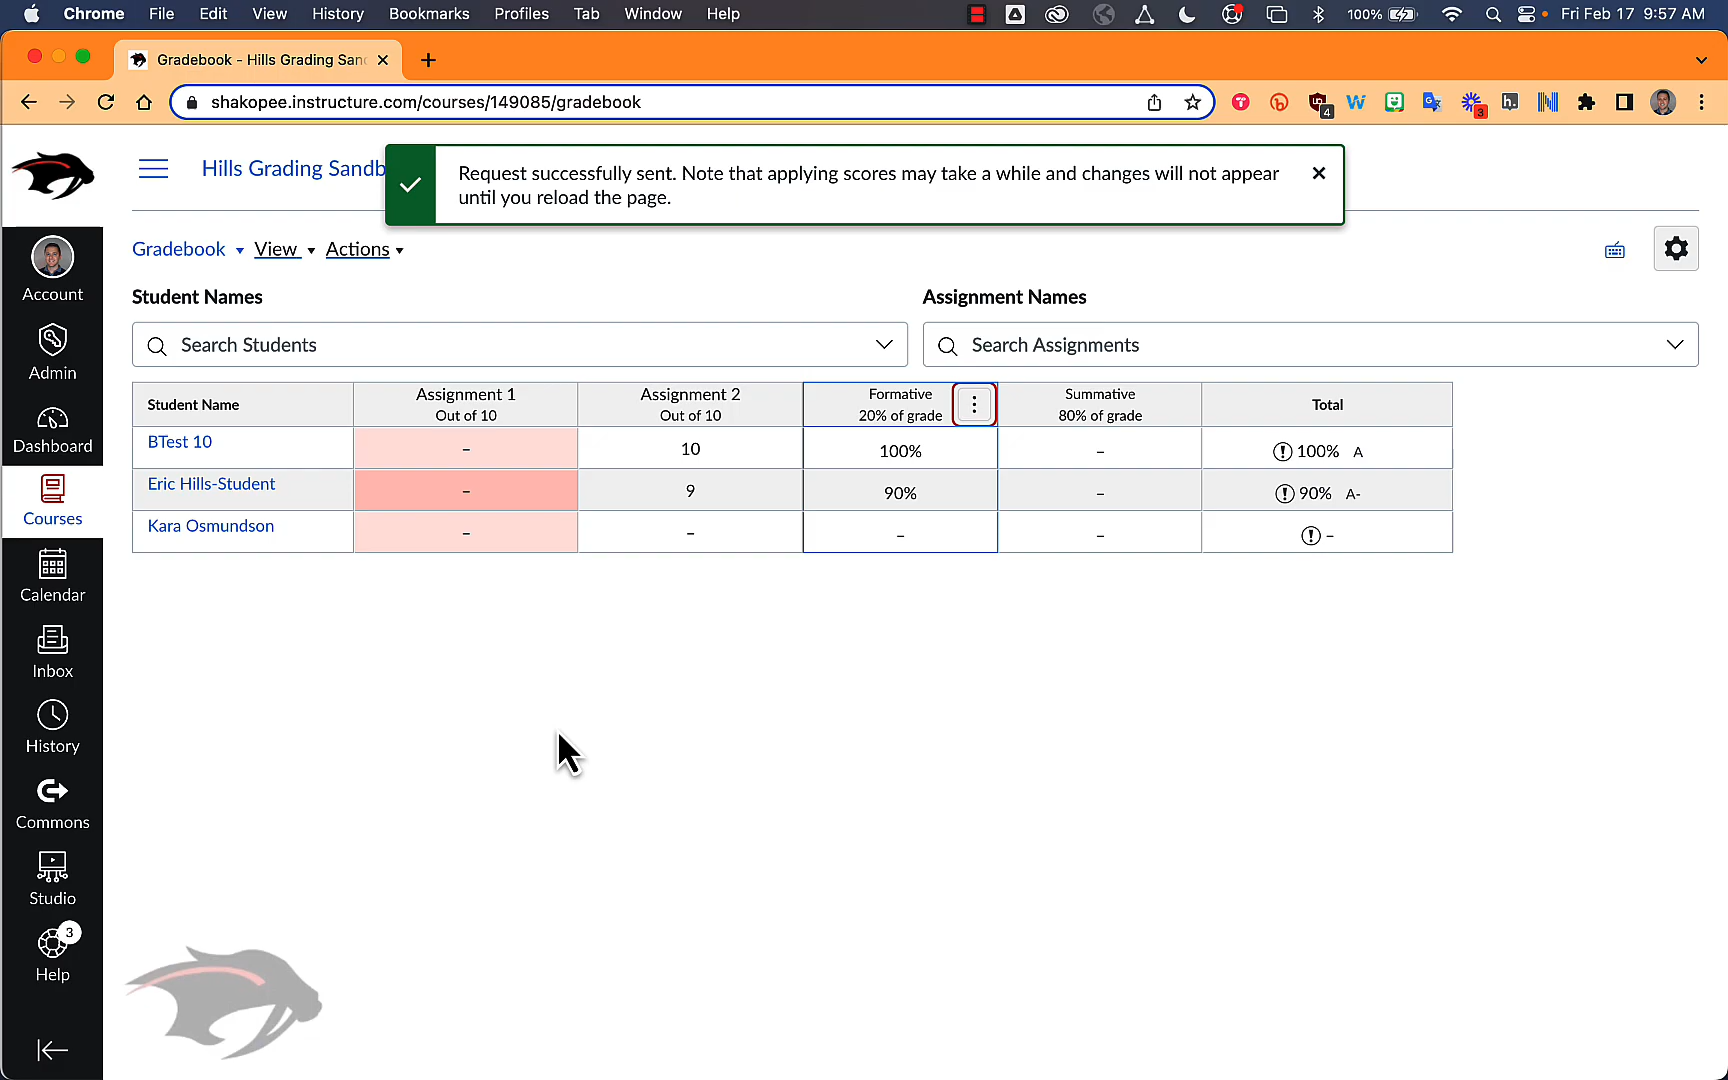 Chrome File Edit View History Bookmarks Profiles Tab Window Help 100% Fri Feb 17 9:57 AM
Gradebook - Hills Grading San
shakopee.instructure.com/courses/149085/gradebook
4
3
h.
Hills Grading Sandb
Request successfully sent. Note that applying scores may take a while and changes will not appear
until you reload the page.
Gradebook View Actions
Student Names Assignment Names
Search Students Search Assignments
Student Name Assignment 1 Out of 10 Assignment 2 Out of 10 Formative 20% of grade Summative 80% of grade Total
BTest 10 – 10 100% – 100% A
Eric Hills-Student – 9 90% – 90% A-
Kara Osmundson – – – – –
Account
Admin
Dashboard
Courses
Calendar
Inbox
History
Commons
Studio
3
Help